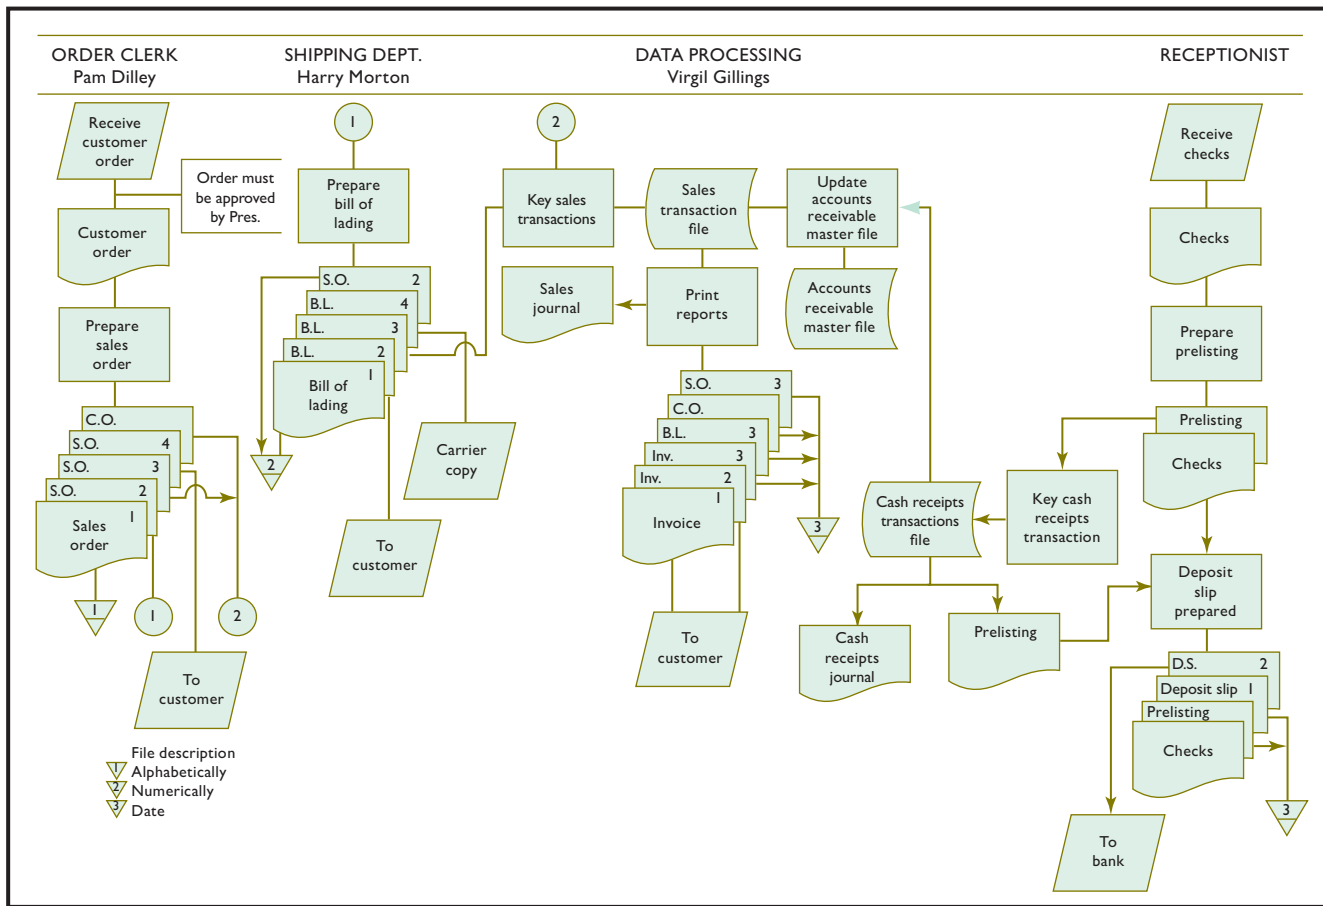 ORDER CLERK
Pam Dilley
SHIPPING DEPT.
Harry Morton
DATA PROCESSING
Virgil Gillings
RECEPTIONIST
Receive
customer
order
Order must
be approved
by Pres.
Customer
order
Prepare
sales
order
C.O.
S.O. 4
S.O. 3
S.O. 2
1
Sales
order
1
1
2
To
customer
File description
1 Alphabetically
2 Numerically
3 Date
1
Prepare
bill of
lading
S.O. 2
B.L. 4
B.L. 3
B.L. 2
1
Bill of
lading
2
Carrier
copy
To
customer
2
Key sales
transactions
Sales
transaction
file
Update
accounts
receivable
master file
Sales
journal
Print
reports
Accounts
receivable
master file
S.O. 3
C.O.
B.L. 3
Inv. 3
Inv. 2
1
Invoice
3
To
customer
Cash receipts
transactions
file
Key cash
receipts
transaction
Cash
receipts
journal
Prelisting
Receive
checks
Checks
Prepare
prelisting
Prelisting
Checks
Deposit
slip
prepared
D.S. 2
Deposit slip 1
Prelisting
Checks
To
bank
3